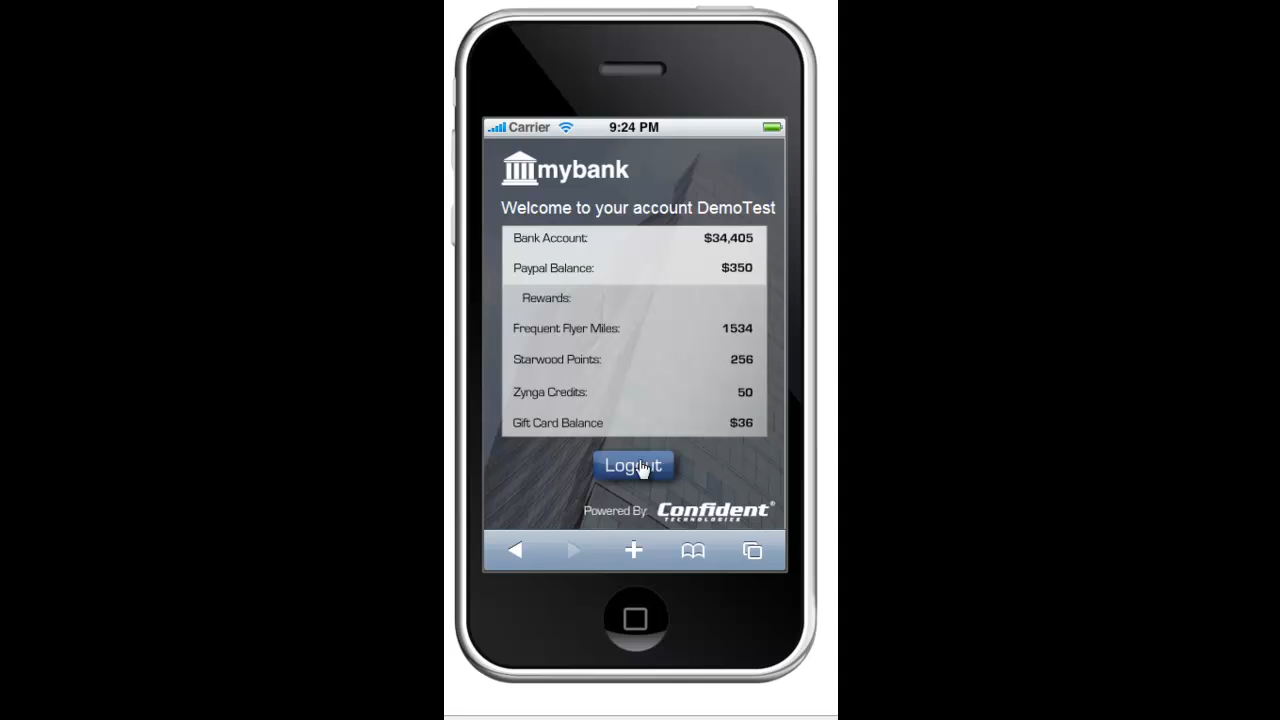 Carrier 9:24 PM
mybank
Welcome to your account DemoTest
Bank Account: $34,405
Paypal Balance: $350
Rewards:
Frequent Flyer Miles: 1534
Starwood Points: 256
Zynga Credits: 50
Gift Card Balance $36
Logout
Powered By: Confident®
TECHNOLOGIES